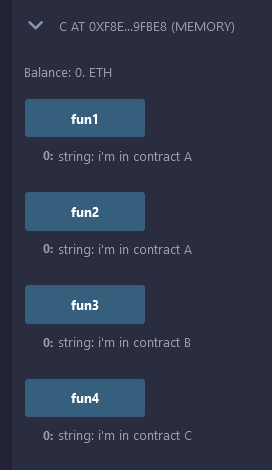 C AT 0XF8E...9FBE8 (MEMORY)
Balance: 0. ETH
fun1
0: string: i'm in contract A
fun2
0: string: i'm in contract A
fun3
0: string: i'm in contract B
fun4
0: string: i'm in contract C